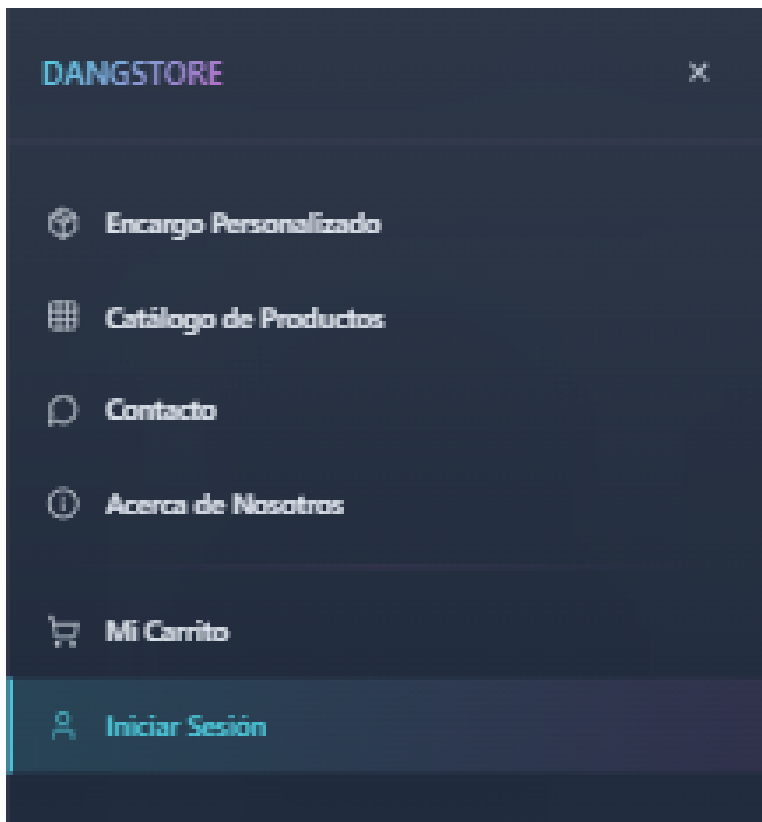 DANGSTORE
Encargo Personalizado
Catálogo de Productos
Contacto
Acerca de Nosotros
Mi Carrito
Iniciar Sesión